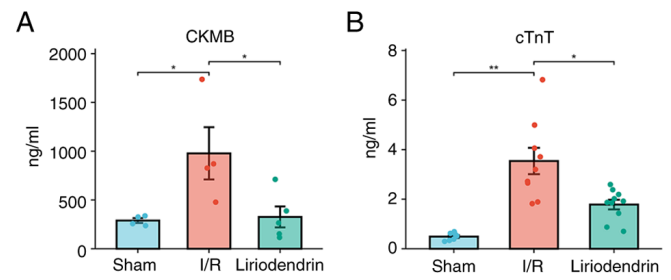 A
CKMB
ng/ml
2000
1500
1000
500
0
*
*
Sham
I/R
Liriodendrin
B
cTnT
ng/ml
8
6
4
2
0
**
*
Sham
I/R
Liriodendrin